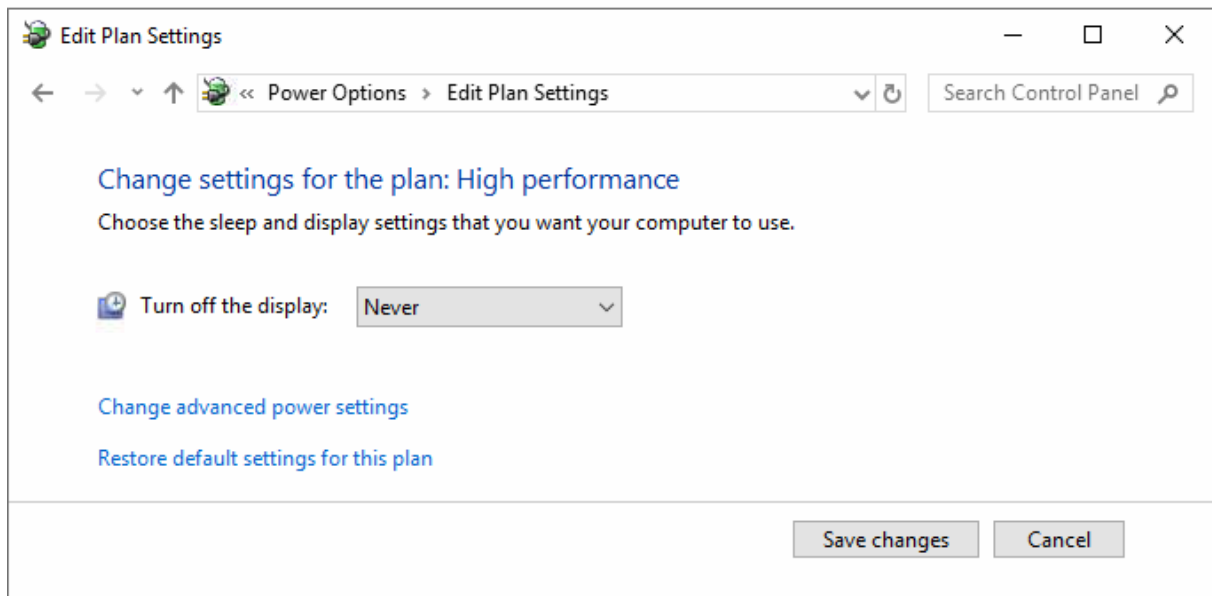 Edit Plan Settings
« Power Options › Edit Plan Settings
Search Control Panel
Change settings for the plan: High performance
Choose the sleep and display settings that you want your computer to use.
Turn off the display: Never
Change advanced power settings
Restore default settings for this plan
Save changes Cancel